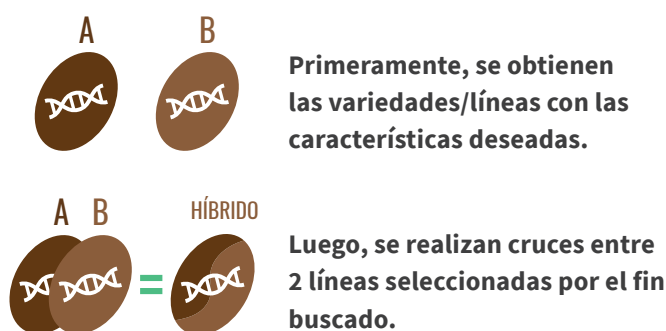 A B
Primeramente, se obtienen
las variedades/líneas con las
características deseadas.
A B = HÍBRIDO
Luego, se realizan cruces entre
2 líneas seleccionadas por el fin
buscado.